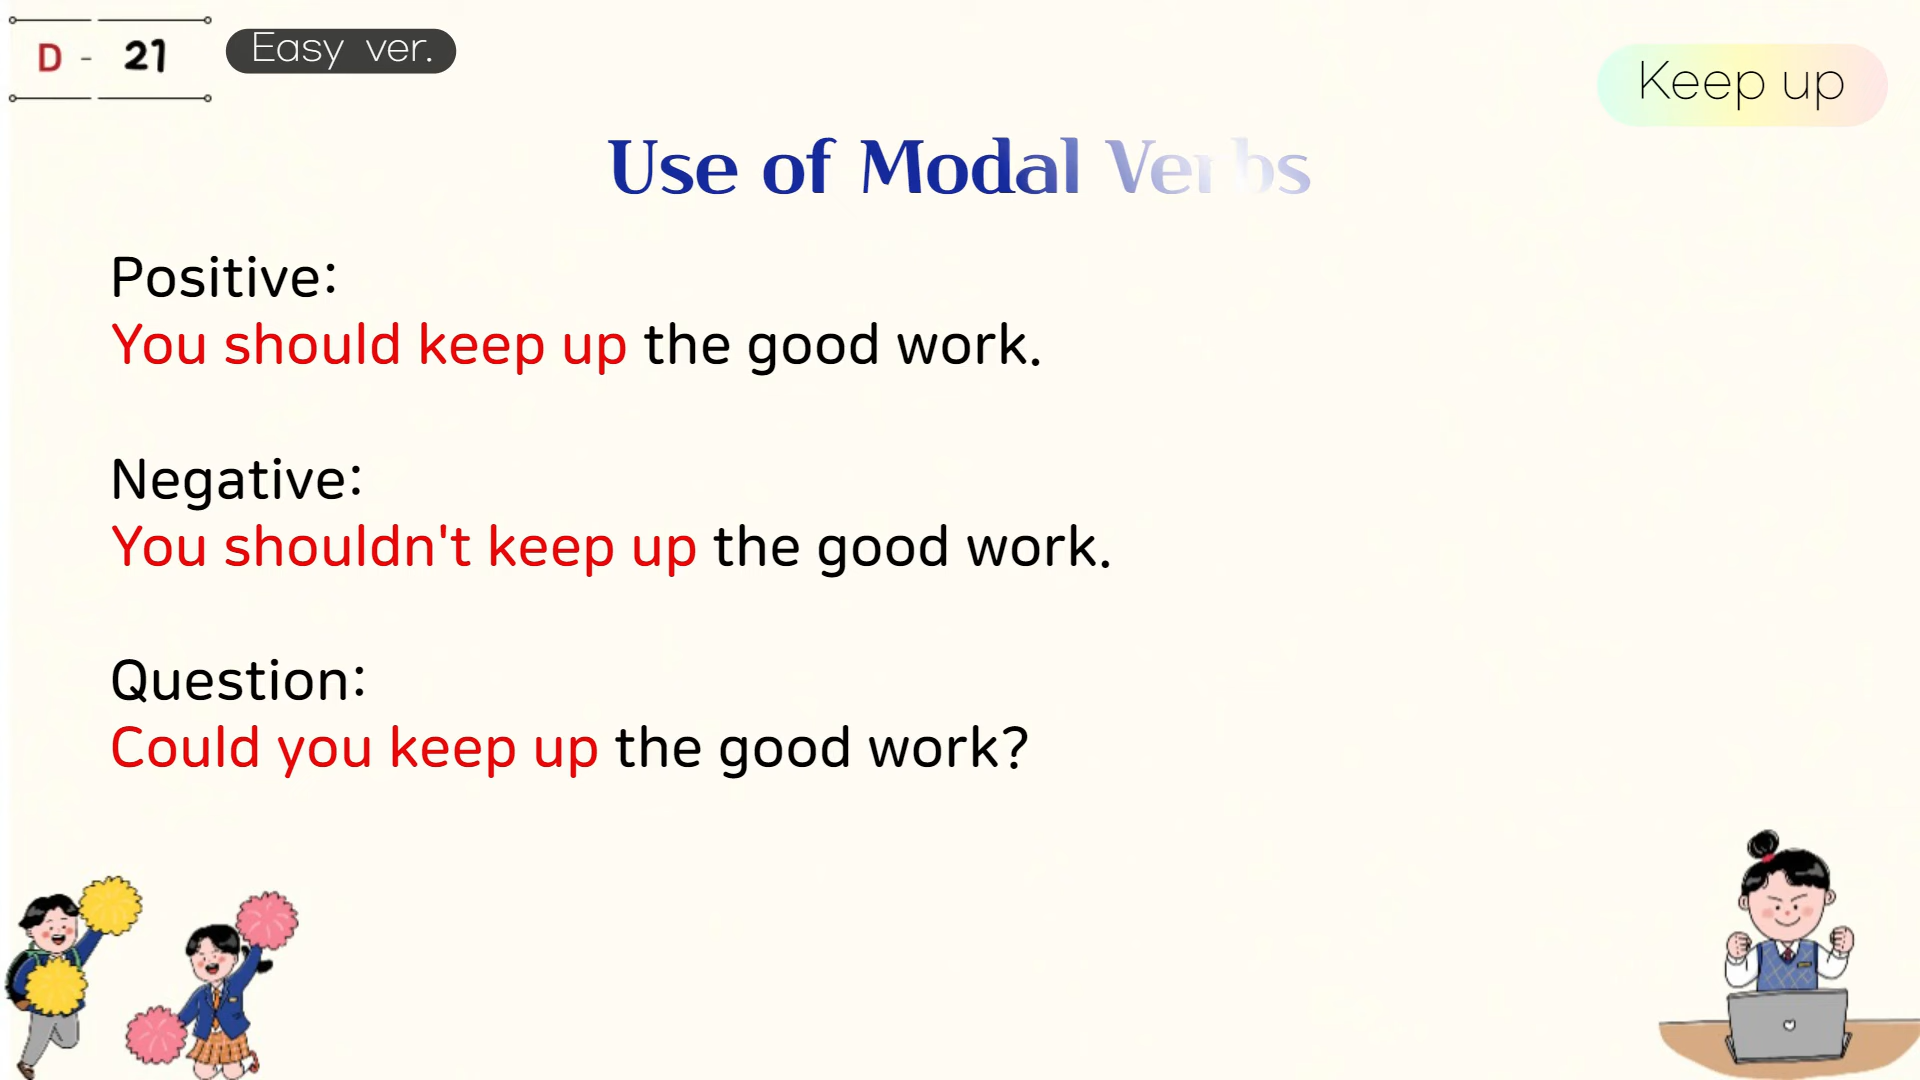 D - 21
Easy ver.
Keep up
Use of Modal Verbs
Positive:
You should keep up the good work.
Negative:
You shouldn't keep up the good work.
Question:
Could you keep up the good work?